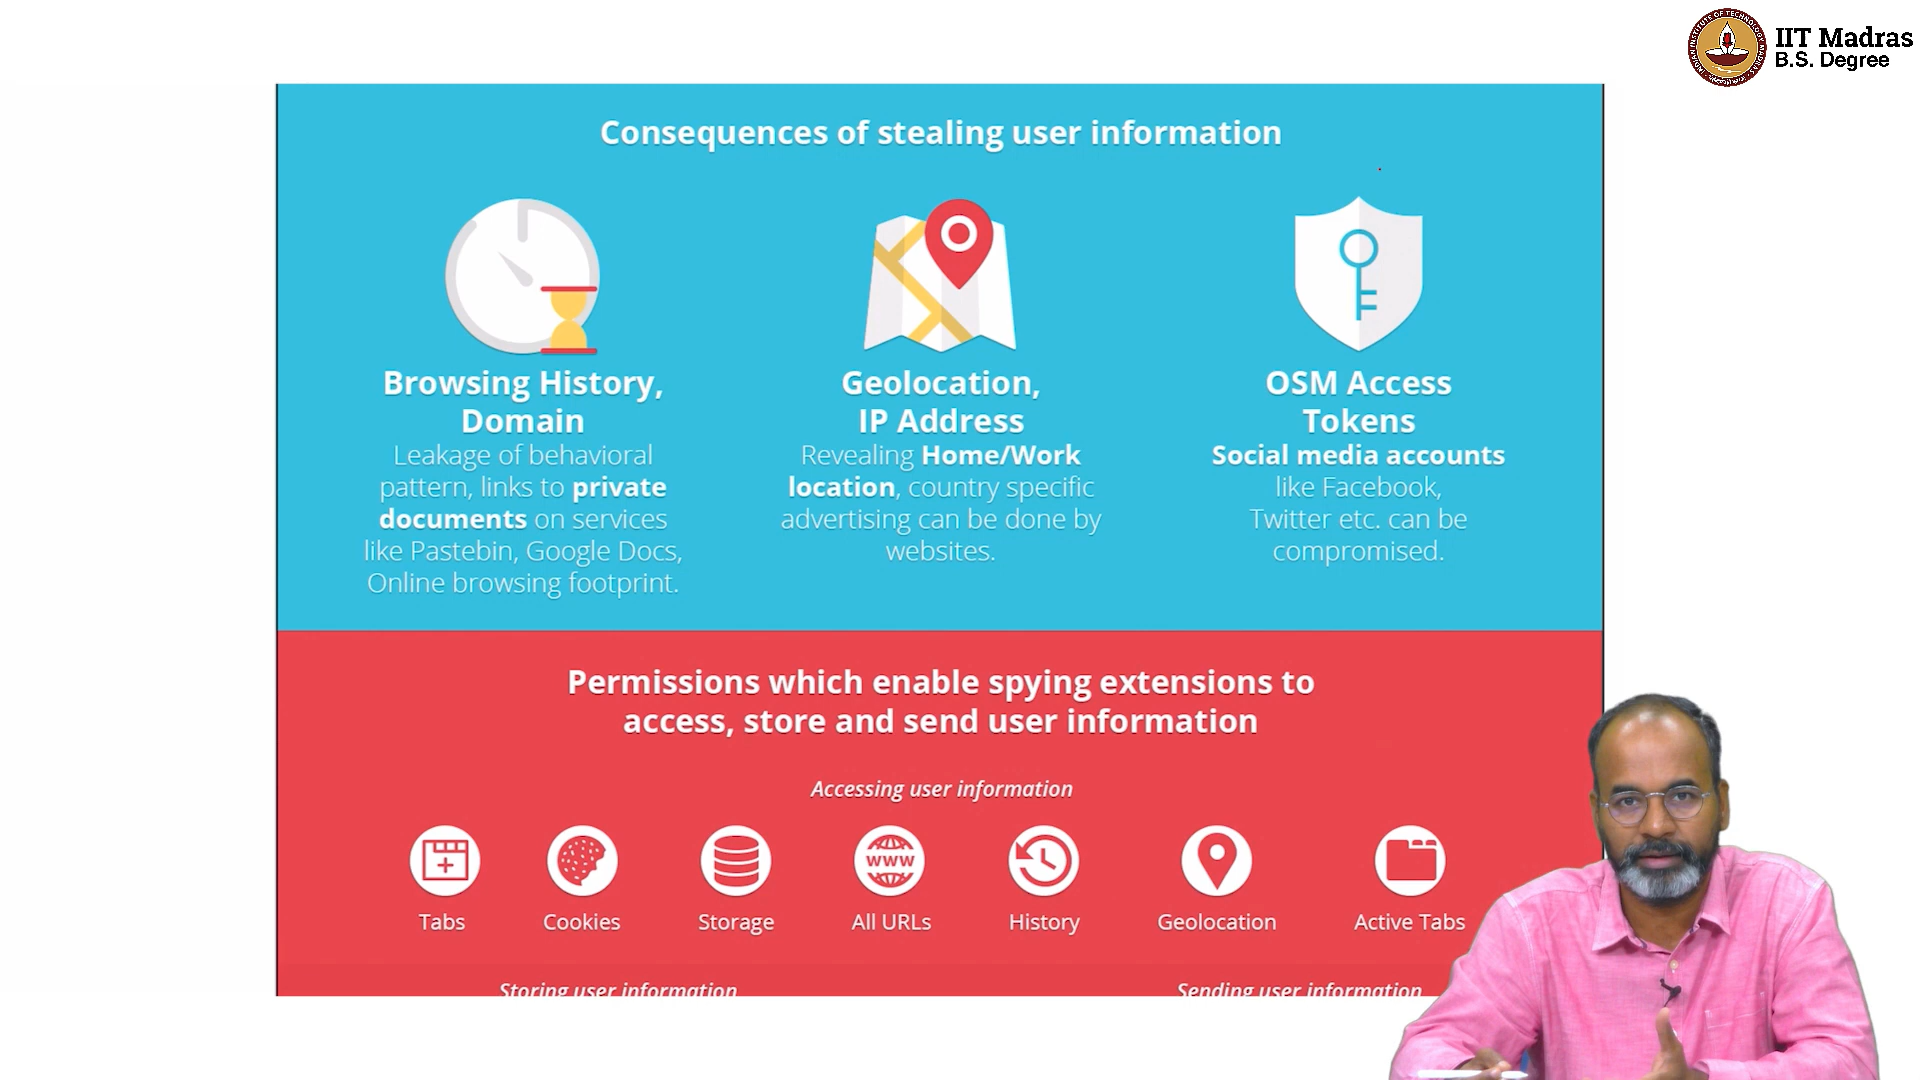 IIT Madras
B.S. Degree
Consequences of stealing user information
Browsing History,
Domain
Leakage of behavioral
pattern, links to private
documents on services
like Pastebin, Google Docs,
Online browsing footprint.
Geolocation,
IP Address
Revealing Home/Work
location, country specific
advertising can be done by
websites.
OSM Access
Tokens
Social media accounts
like Facebook,
Twitter etc. can be
compromised.
Permissions which enable spying extensions to
access, store and send user information
Accessing user information
www
Tabs
Cookies
Storage
All URLs
History
Geolocation
Active Tabs
Storing user information
Sending user information